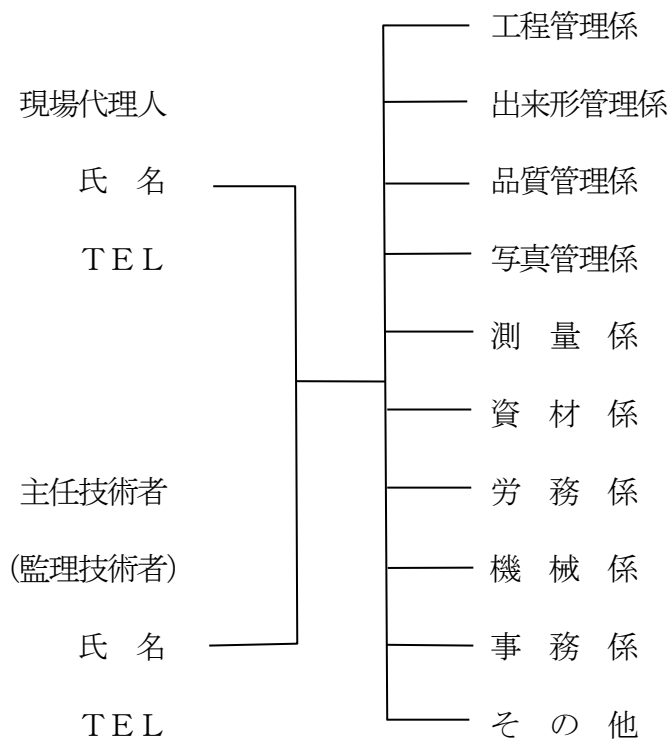 現場代理人
氏　名
ＴＥＬ
主任技術者
(監理技術者)
氏　名
ＴＥＬ
工程管理係
出来形管理係
品質管理係
写真管理係
測　量　係
資　材　係
労　務　係
機　械　係
事　務　係
そ　の　他